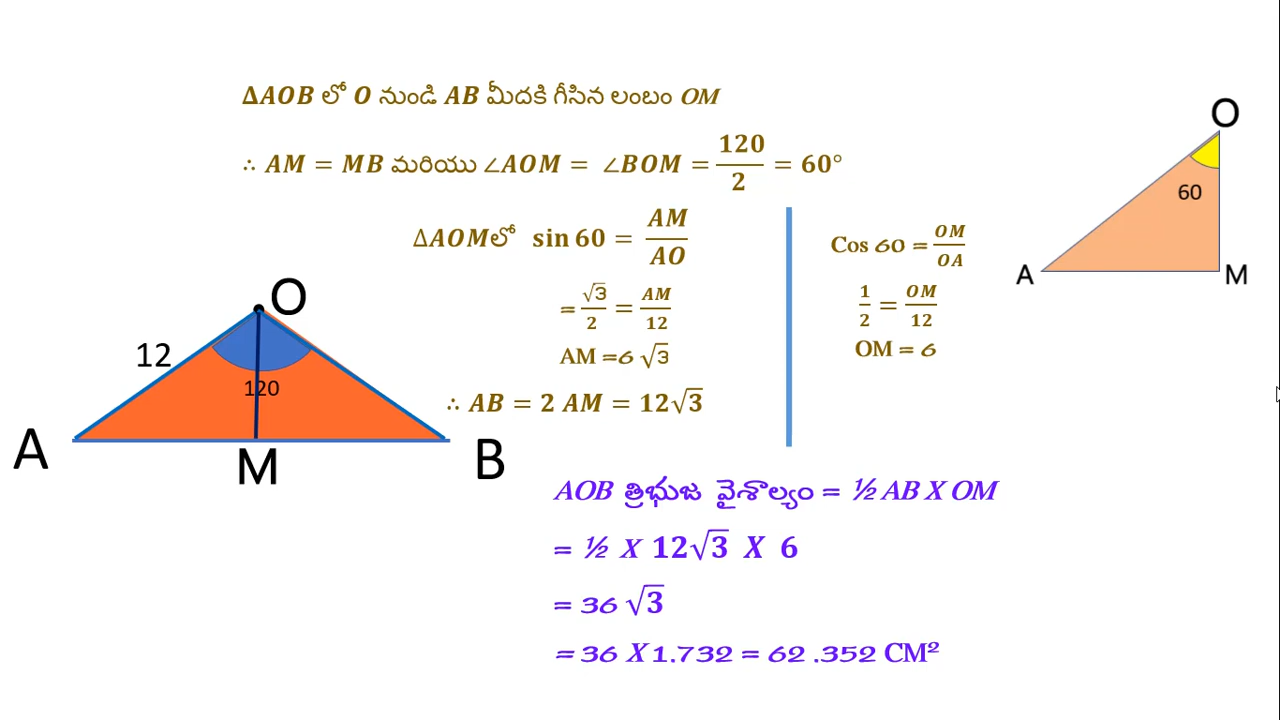 ΔAOB లో O నుండి AB మీదకి గీసిన లంబం OM
∴ AM = MB మరియు ∠AOM = ∠BOM = 120/2 = 60°
ΔAOMలో sin 60 = AM/AO
= √3/2 = AM/12
AM =6 √3
∴ AB = 2 AM = 12√3
Cos 60 = OM/OA
1/2 = OM/12
OM = 6
O
60
A
M
O
12
120
A
M
B
AOB త్రిభుజ వైశాల్యం = ½ AB X OM
= ½ X 12√3 X 6
= 36 √3
= 36 X 1.732 = 62 .352 CM²